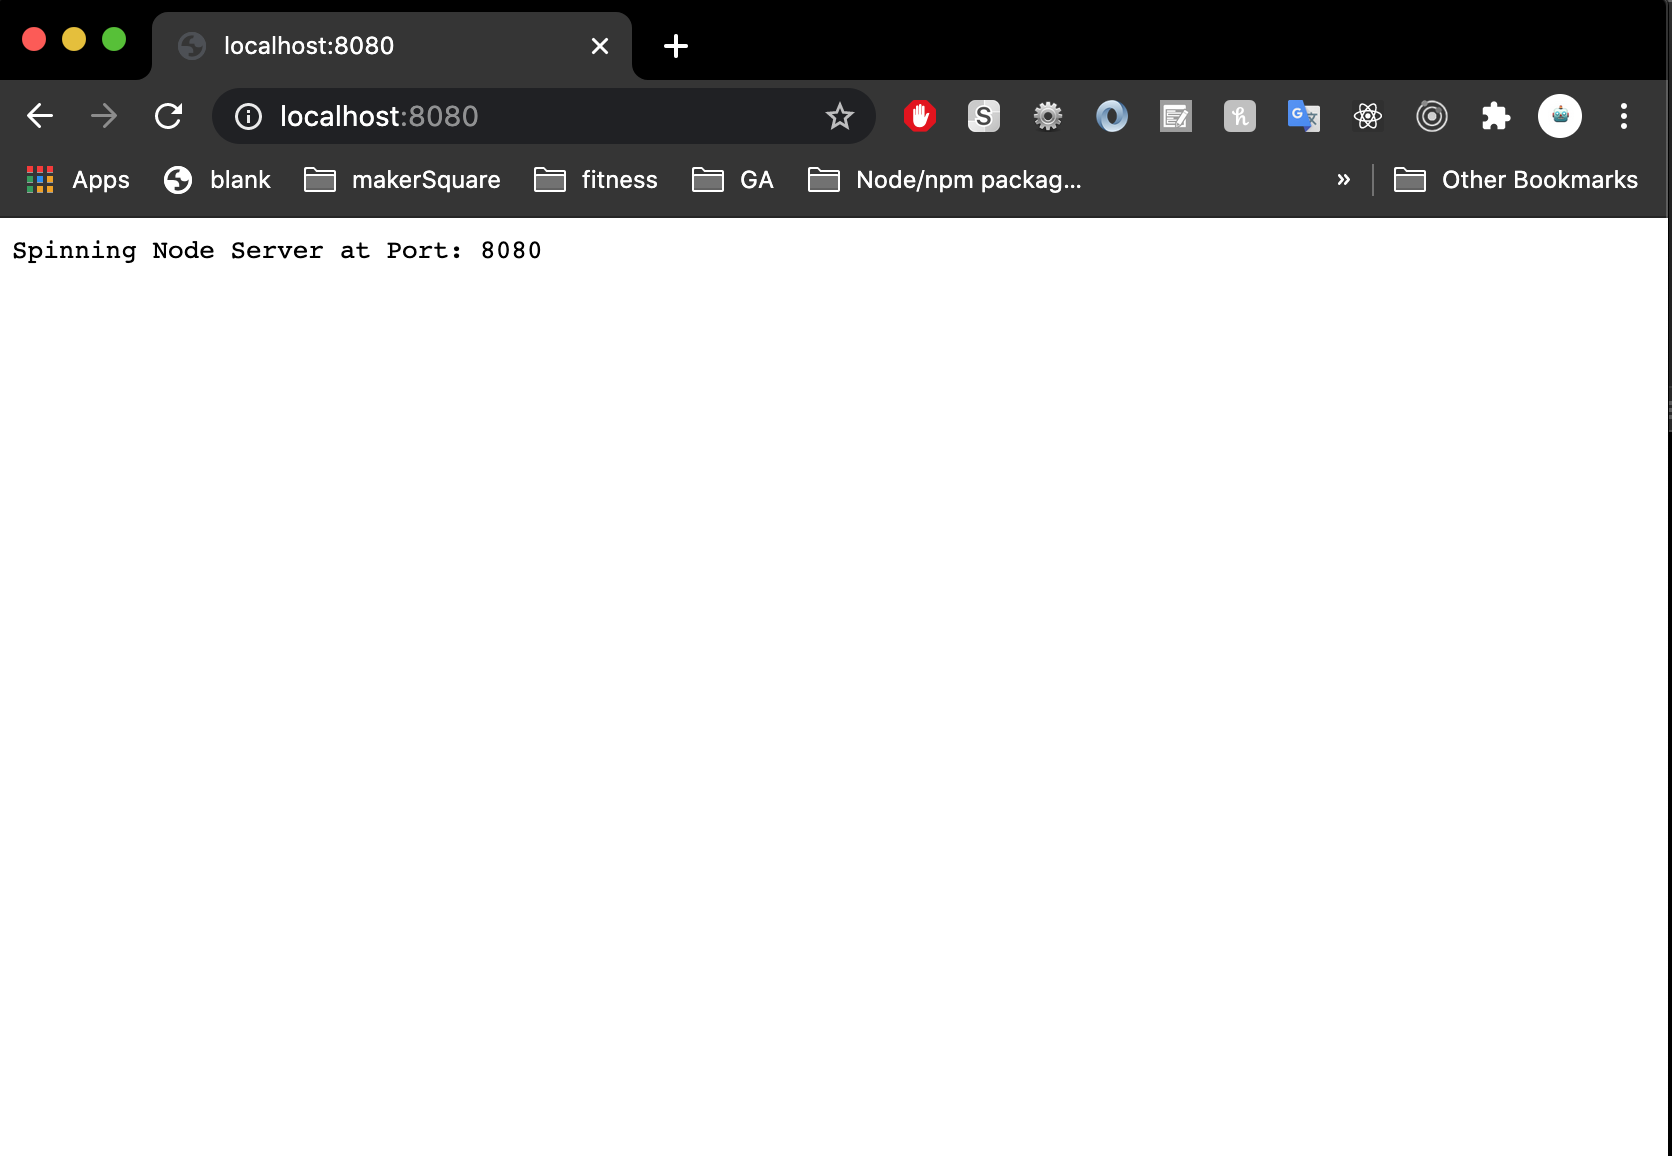 localhost:8080
localhost:8080
Apps blank makerSquare fitness GA Node/npm packag... » Other Bookmarks
Spinning Node Server at Port: 8080